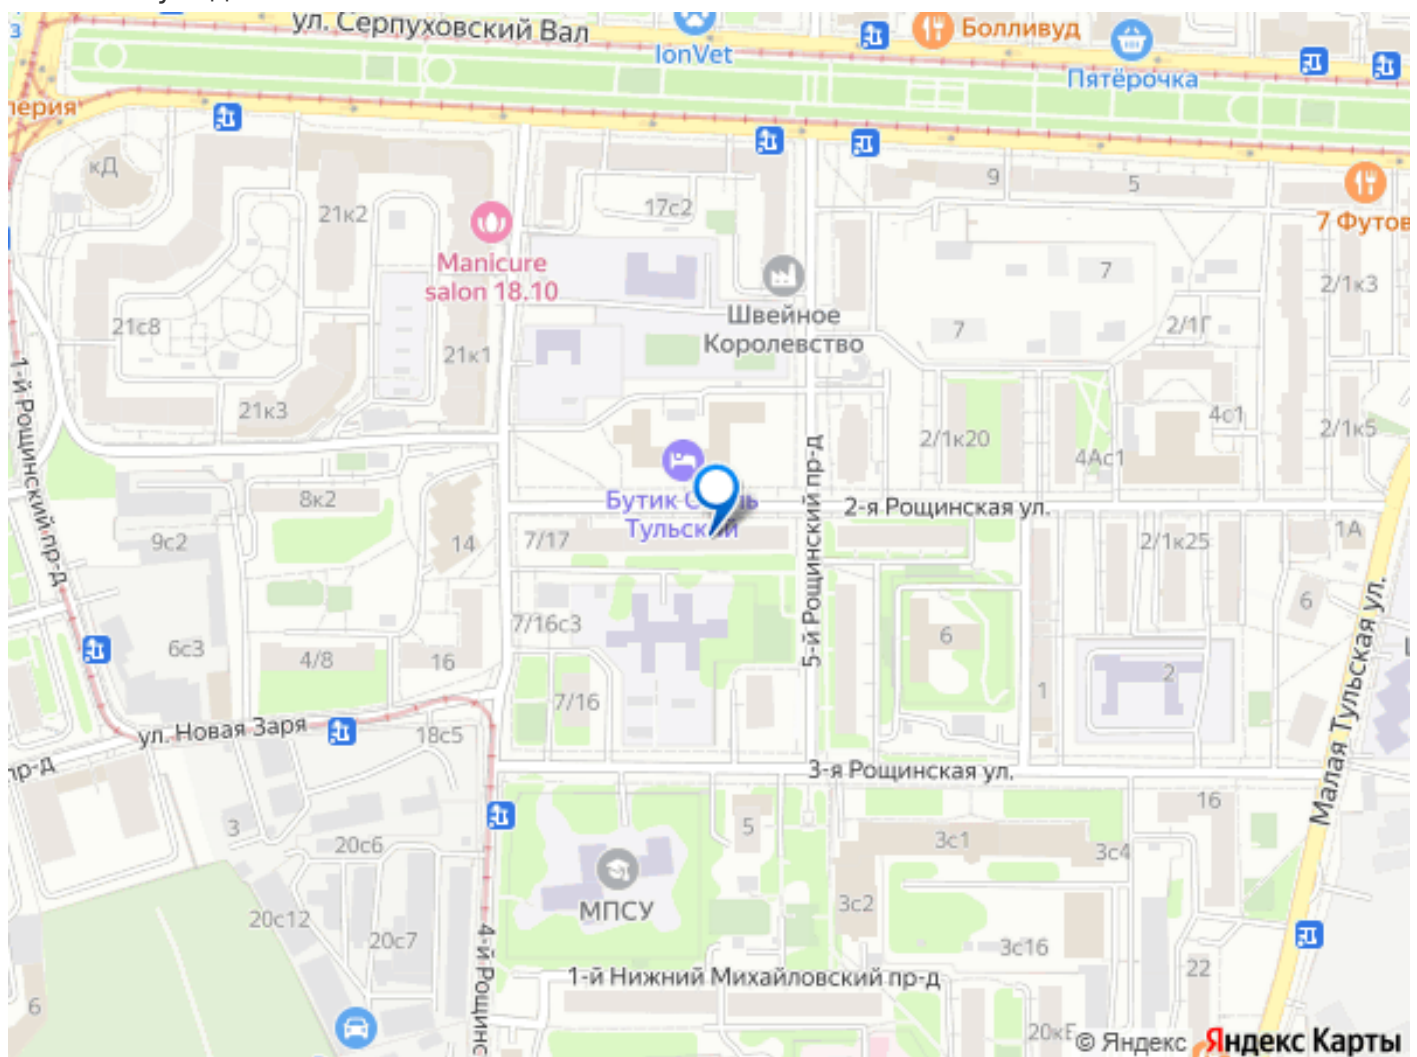 ул. Серпуховский Вал
IonVet
Болливуд
Пятёрочка
кД
21к2
17с2
9
5
7 Футов
Manicure
salon 18.10
7
2/1к3
Швейное
Королевство
21с8
7
2/1Г
21к1
21к3
4с1
2/1к20
2/1к5
4Ас1
1-й Рощинский пр-д
8к2
Бутик
Тульский
2-я Рощинская ул.
5-й Рощинский пр-д
9с2
14
7/17
2/1к25
1А
6
7/16с3
6
6с3
4/8
16
1
2
7/16
ул. Новая Заря
18с5
Малая Тульская ул.
пр-д
3-я Рощинская ул.
16
3
5
20с6
3с1
3с4
МПСУ
3с2
20с12
20с7
3с16
4-й Рощинс
1-й Нижний Михайловский пр-д
22
6
20кЕ
© Яндекс Яндекс Карты